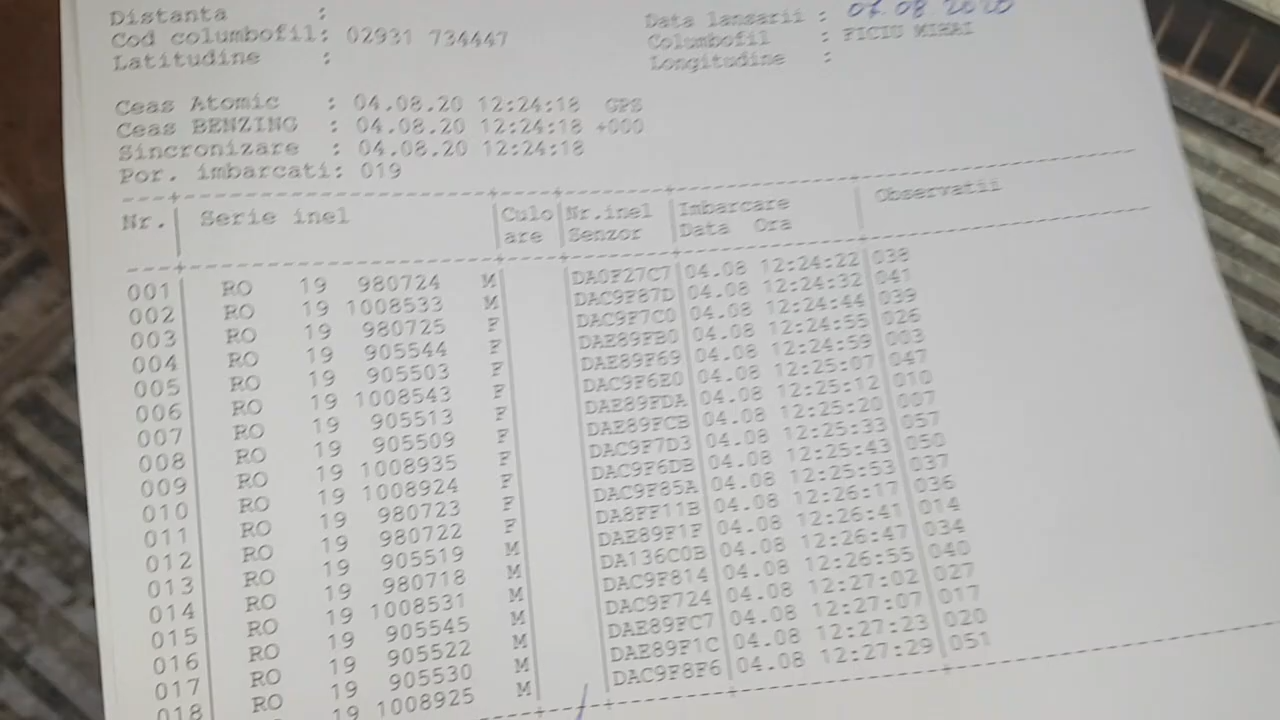 Distanta : Data lansarii : 07 08 2020
Cod columbofil: 02931 734447 Columbofil : FICIU MIHAI
Latitudine : Longitudine :
Ceas Atomic : 04.08.20 12:24:18 GPS
Ceas BENZING : 04.08.20 12:24:18 +000
Sincronizare : 04.08.20 12:24:18
Por. imbarcati: 019
Nr. Serie inel Culo Nr.inel Imbarcare Observatii
are Senzor Data Ora
001 RO 19 980724 M DA0F27C7 04.08 12:24:22 038
002 RO 19 1008533 M DAC9F87D 04.08 12:24:32 041
003 RO 19 980725 F DAC9F7C0 04.08 12:24:44 039
004 RO 19 905544 F DAE89FB0 04.08 12:24:55 026
005 RO 19 905503 F DAE89F69 04.08 12:24:59 003
006 RO 19 1008543 F DAC9F6E0 04.08 12:25:07 047
007 RO 19 905513 F DAE89FDA 04.08 12:25:12 010
008 RO 19 905509 F DAE89FCB 04.08 12:25:20 007
009 RO 19 1008935 F DAC9F7D3 04.08 12:25:33 057
010 RO 19 1008924 F DAC9F6DB 04.08 12:25:43 050
011 RO 19 980723 F DAC9F85A 04.08 12:25:53 037
012 RO 19 980722 F DA8FF11B 04.08 12:26:17 036
013 RO 19 905519 M DAE89F1F 04.08 12:26:41 014
014 RO 19 980718 M DA136C0B 04.08 12:26:47 034
015 RO 19 1008531 M DAC9F814 04.08 12:26:55 040
016 RO 19 905545 M DAC9F724 04.08 12:27:02 027
017 RO 19 905522 M DAE89FC7 04.08 12:27:07 017
018 RO 19 905530 M DAE89F1C 04.08 12:27:23 020
19 1008925 M DAC9F8F6 04.08 12:27:29 051